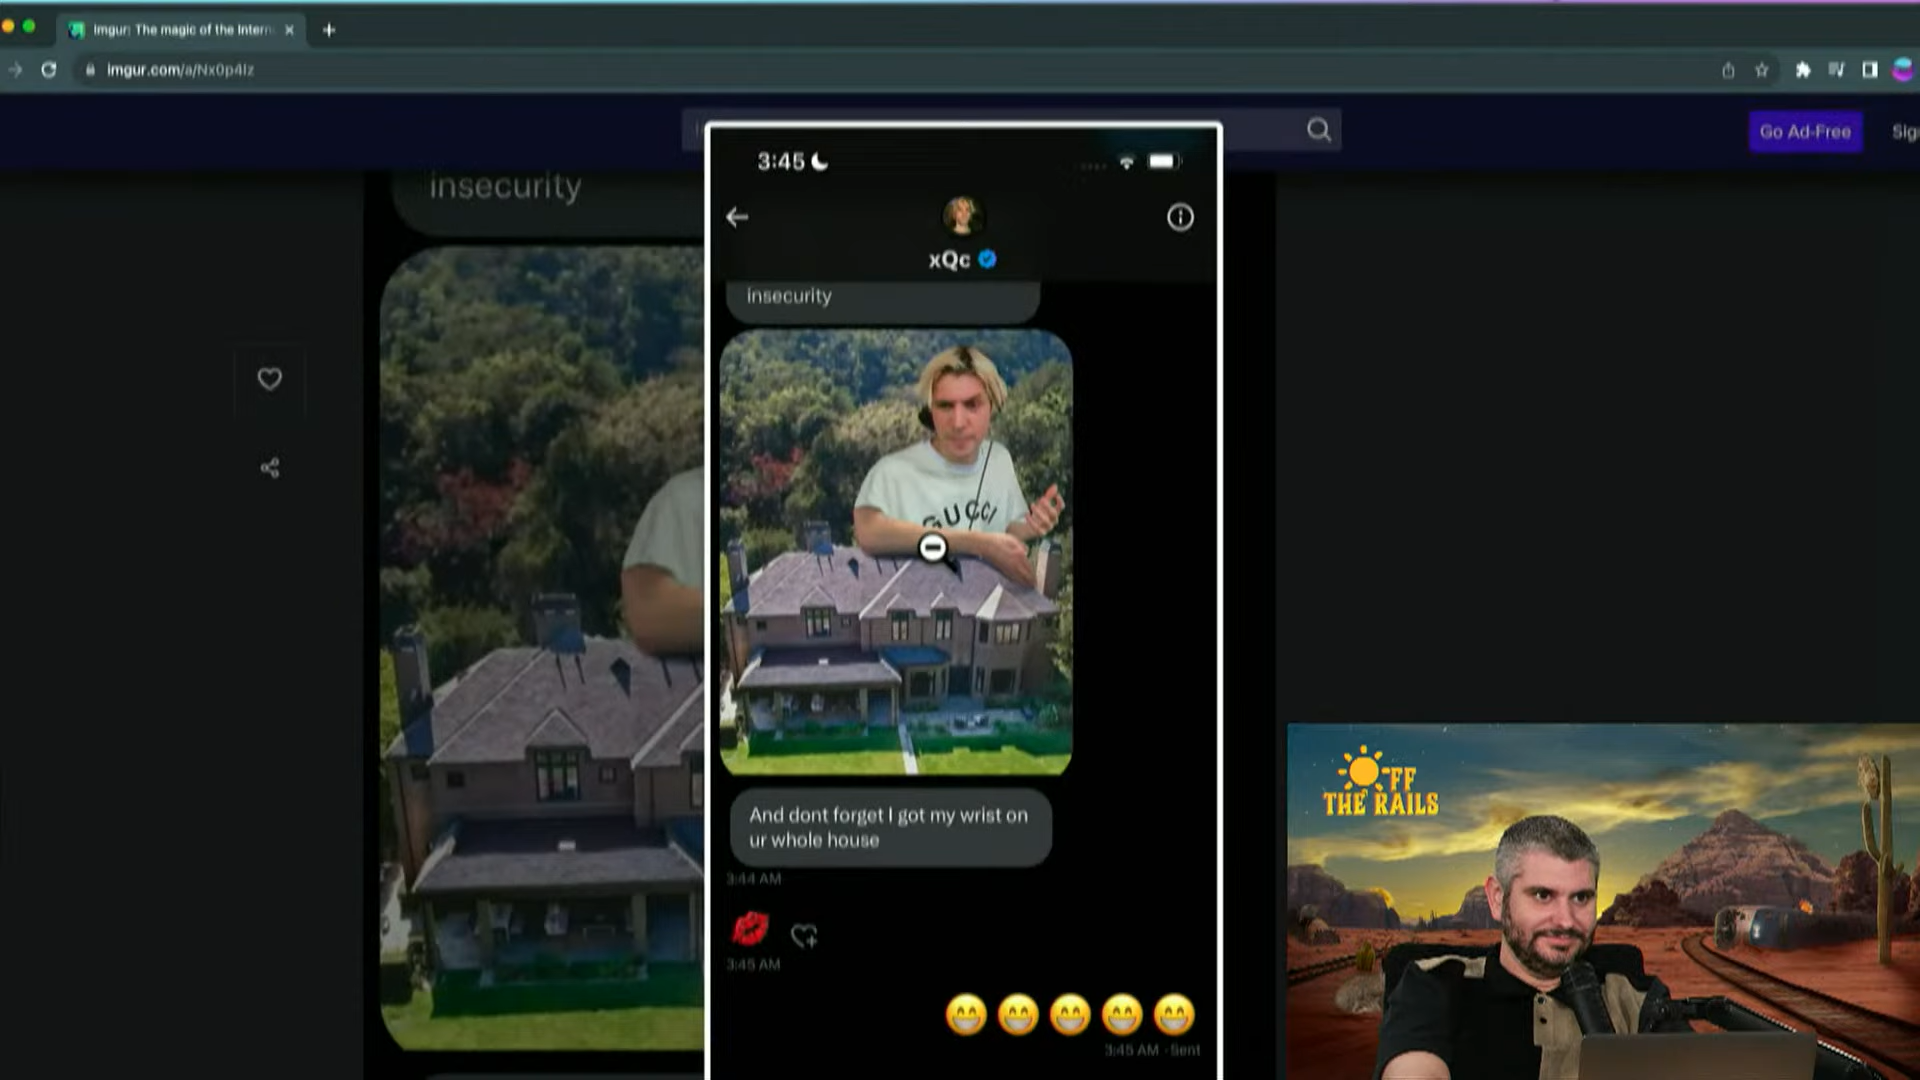 Imgur: The magic of the Intern
imgur.com/a/Nx0p4lz
Go Ad-Free
Sig
insecurity
3:45
xQc
insecurity
GUCCI
And dont forget I got my wrist on
ur whole house
3:44 AM
3:45 AM
3:45 AM · Sent
OFF
THE RAILS